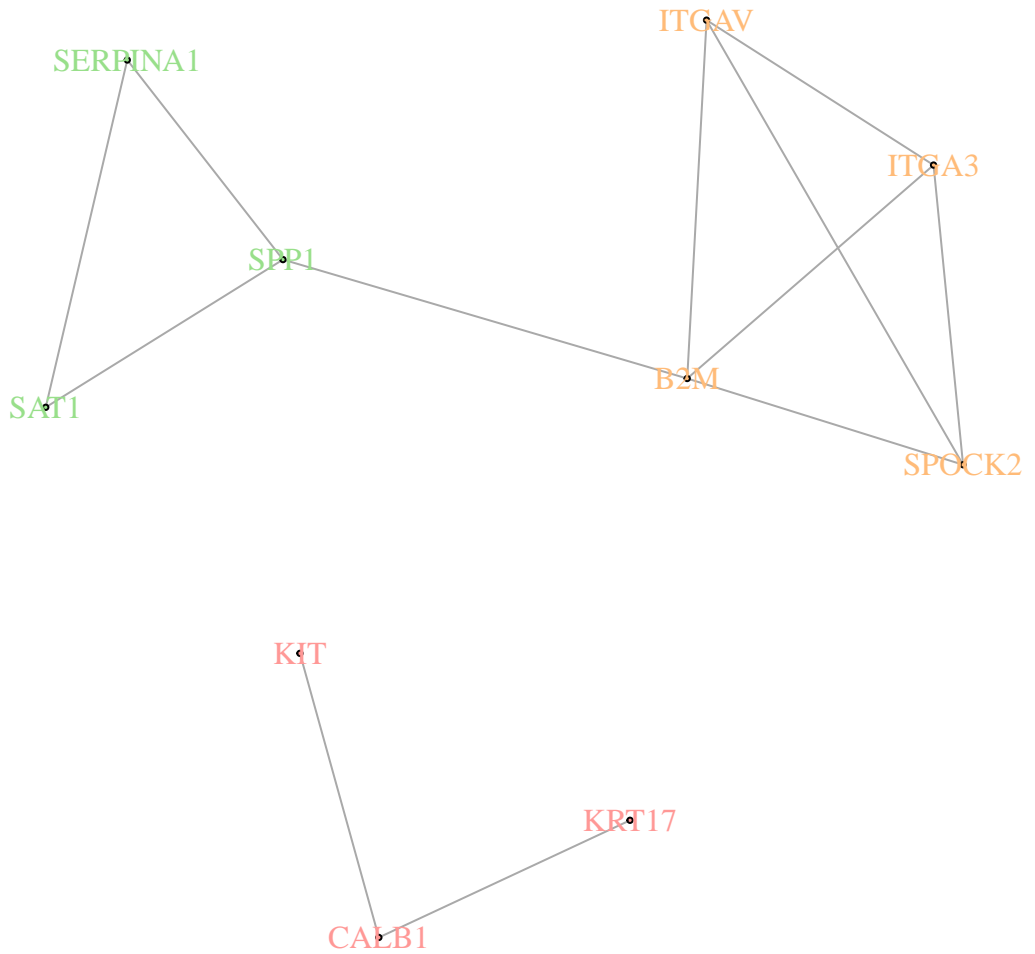 ITGAV
SERPINA1
ITGA3
SPP1
B2M
SAT1
SPOCK2
KIT
KRT17
CALB1